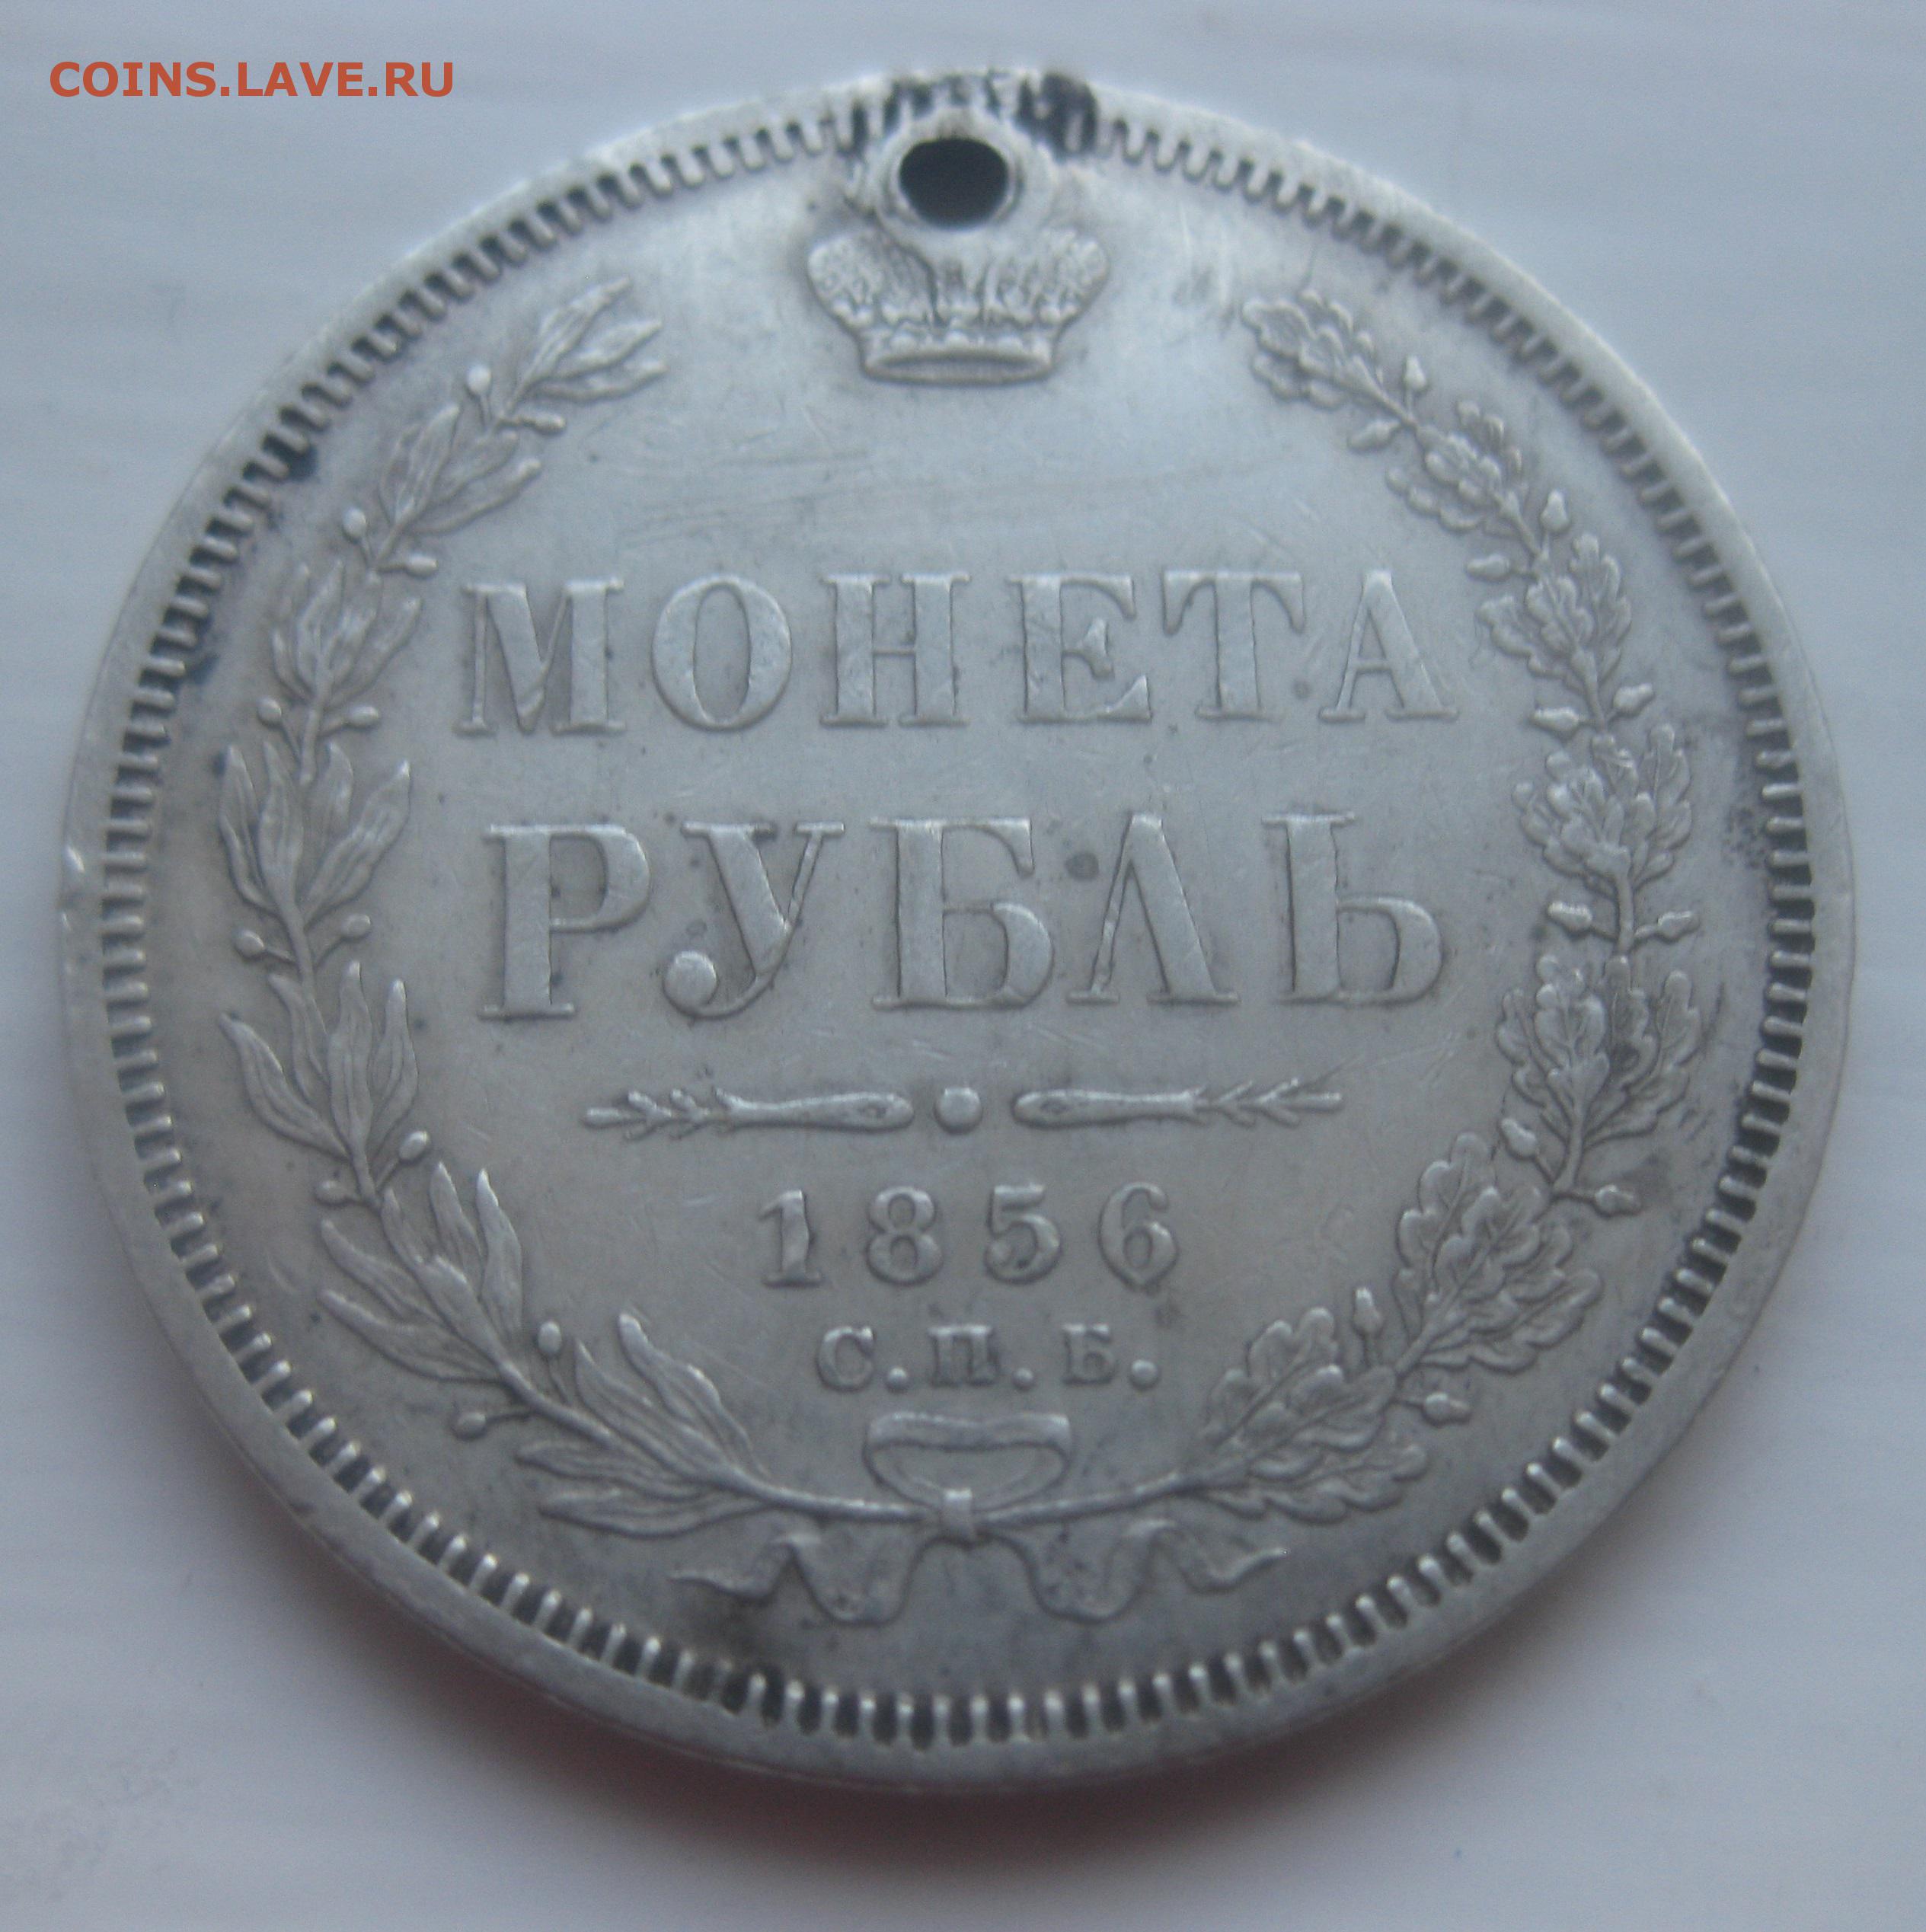 COINS.LAVE.RU
МОНЕТА
РУБЛЬ
1856
С.П.Б.